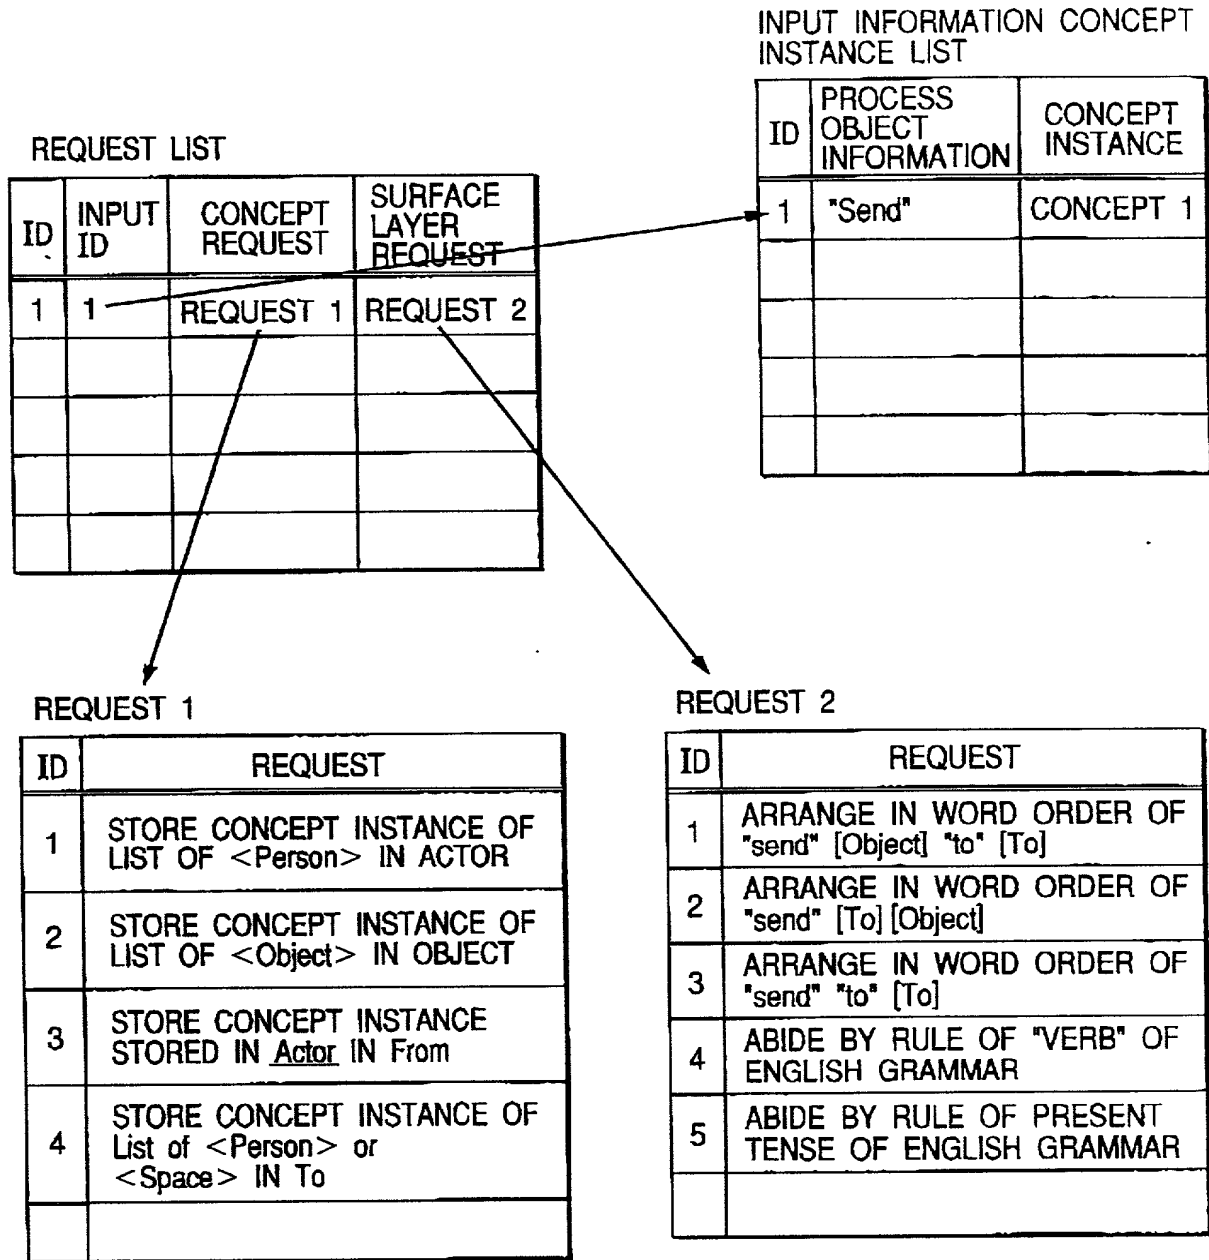 INPUT INFORMATION CONCEPT
INSTANCE LIST
ID
PROCESS
OBJECT
INFORMATION
CONCEPT
INSTANCE
1
"Send"
CONCEPT 1
REQUEST LIST
ID
INPUT
ID
CONCEPT
REQUEST
SURFACE
LAYER
REQUEST
1
1
REQUEST 1
REQUEST 2
REQUEST 1
ID
REQUEST
1
STORE CONCEPT INSTANCE OF
LIST OF <Person> IN ACTOR
2
STORE CONCEPT INSTANCE OF
LIST OF <Object> IN OBJECT
3
STORE CONCEPT INSTANCE
STORED IN Actor IN From
4
STORE CONCEPT INSTANCE OF
List of <Person> or
<Space> IN To
REQUEST 2
ID
REQUEST
1
ARRANGE IN WORD ORDER OF
"send" [Object] "to" [To]
2
ARRANGE IN WORD ORDER OF
"send" [To] [Object]
3
ARRANGE IN WORD ORDER OF
"send" "to" [To]
4
ABIDE BY RULE OF "VERB" OF
ENGLISH GRAMMAR
5
ABIDE BY RULE OF PRESENT
TENSE OF ENGLISH GRAMMAR